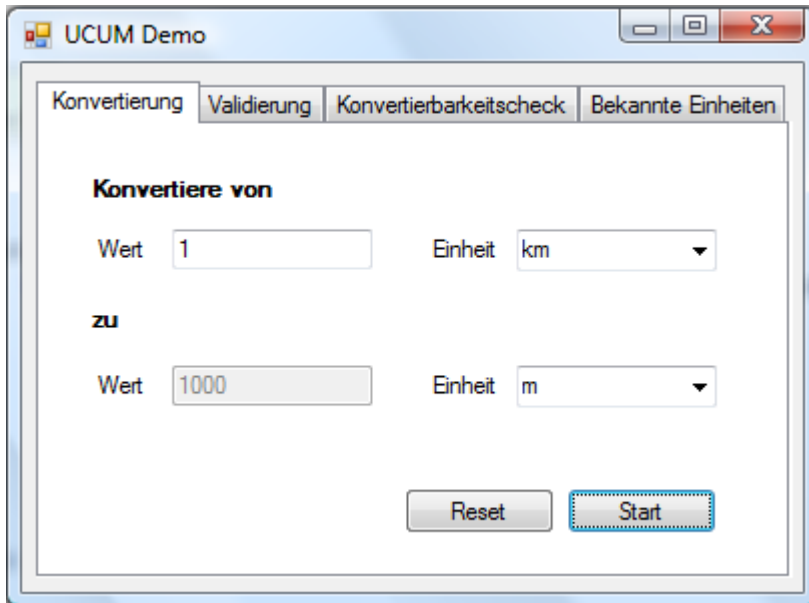 UCUM Demo
Konvertierung Validierung Konvertierbarkeitscheck Bekannte Einheiten
Konvertiere von
Wert 1 Einheit km
zu
Wert 1000 Einheit m
Reset Start